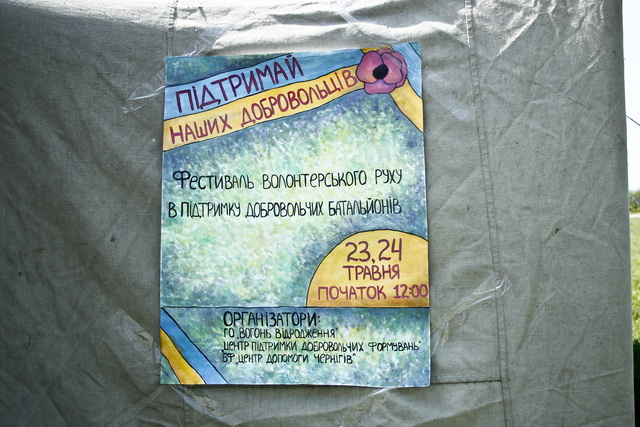 ПІДТРИМАЙ
НАШИХ ДОБРОВОЛЬЦІВ
ФЕСТИВАЛЬ ВОЛОНТЕРСЬКОГО РУХУ
В ПІДТРИМКУ ДОБРОВОЛЬЧИХ БАТАЛЬЙОНІВ
23, 24
ТРАВНЯ
ПОЧАТОК 12:00
ОРГАНІЗАТОРИ:
ГО „ВОГОНЬ ВІДРОДЖЕННЯ"
„ЦЕНТР ПІДТРИМКИ ДОБРОВОЛЬЧИХ ФОРМУВАНЬ"
БФ „ЦЕНТР ДОПОМОГИ ЧЕРНІГІВ"